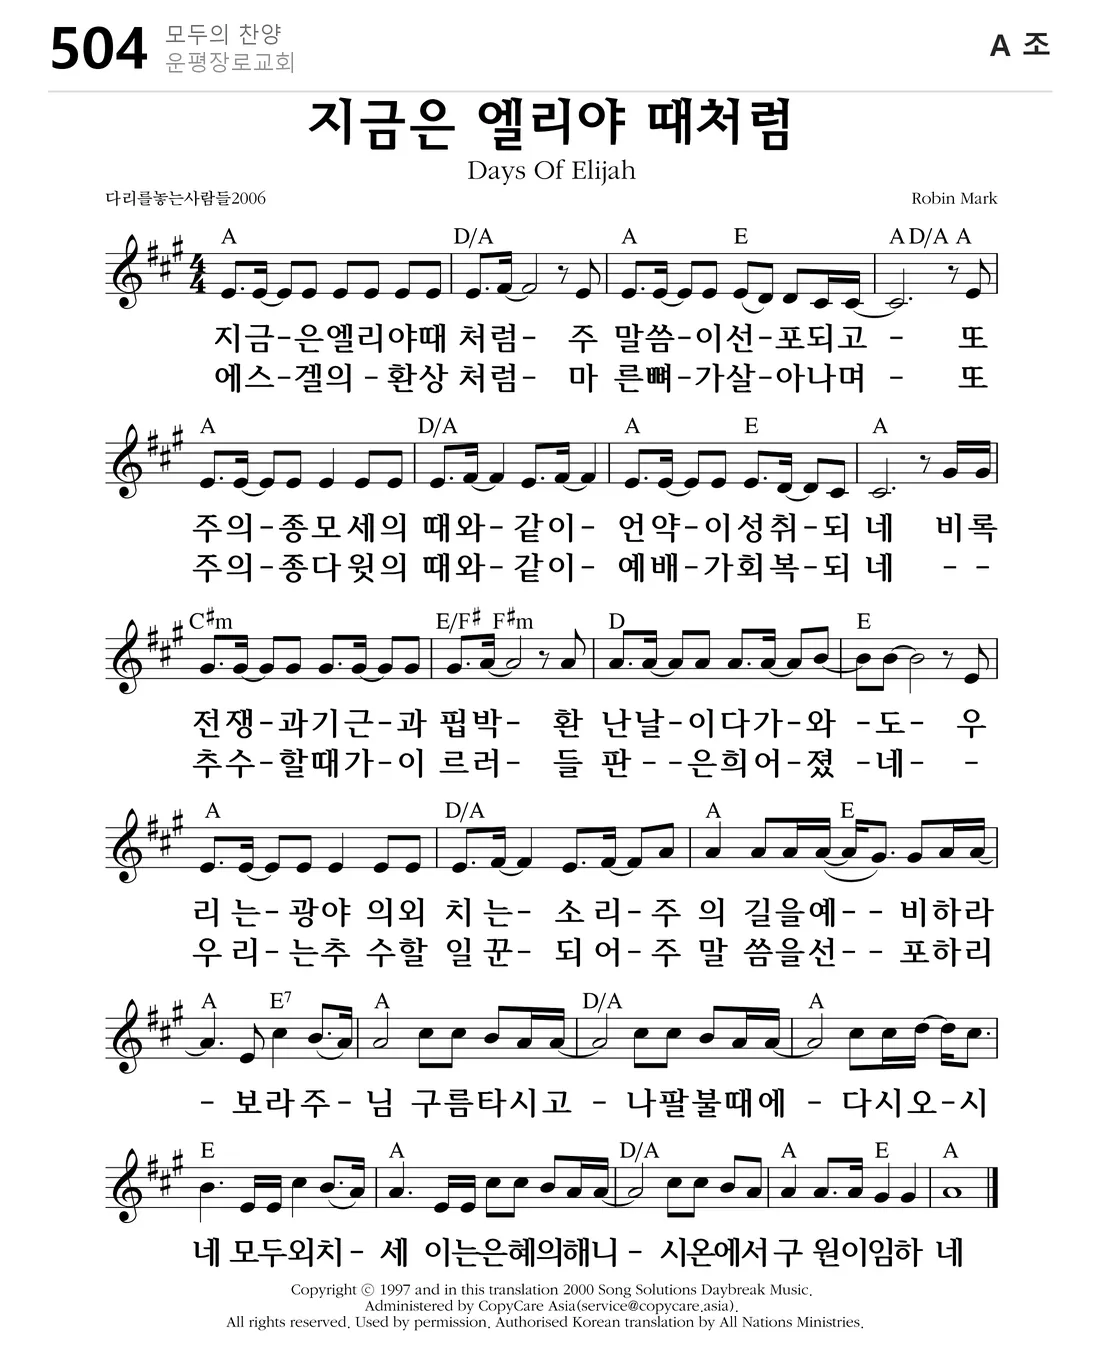 504 모두의 찬양
운평장로교회
A 조
지금은 엘리야 때처럼
Days Of Elijah
다리를놓는사람들2006 Robin Mark
A D/A A E A D/A A
지금-은엘리야때 처럼- 주 말씀-이선-포되고 - 또
에스-겔의 - 환상 처럼- 마 른뼈-가살-아나며 - 또
A D/A A E A
주의-종모세의 때와- 같이- 언약-이성취-되 네 비록
주의-종다윗의 때와- 같이- 예배-가회복-되 네 - -
C♯m E/F♯ F♯m D E
전쟁-과기근-과 핍박- 환 난날-이다가-와 -도- 우
추수-할때가-이 르러- 들 판 - -은희어-졌 -네- -
A D/A A E
리 는- 광야 의외 치 는- 소 리- 주 의 길을예- - 비하라
우 리-는추 수할 일 꾼- 되 어- 주 말 씀을선- - 포하리
A E7 A D/A A
- 보라주- 님 구름타시고 - 나팔불때에 - 다시오-시
E A D/A A E A
네 모두외치- 세 이는은혜의해니 - 시온에서 구 원이임하 네
Copyright ⓒ 1997 and in this translation 2000 Song Solutions Daybreak Music.
Administered by CopyCare Asia(service@copycare.asia).
All rights reserved. Used by permission. Authorised Korean translation by All Nations Ministries.